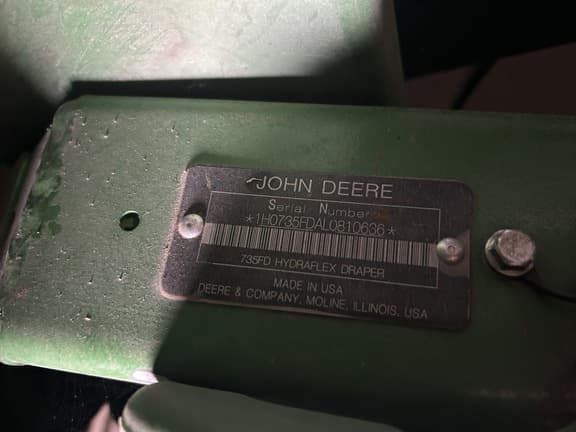 JOHN DEERE
Serial Number
*1H0735FDAL0810636*
735FD HYDRAFLEX DRAPER
MADE IN USA
DEERE & COMPANY, MOLINE, ILLINOIS, USA